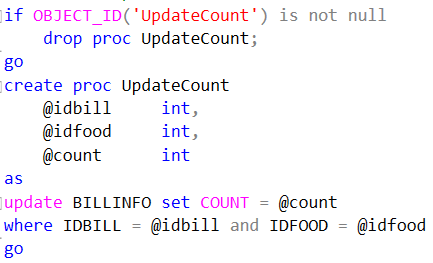 if OBJECT_ID('UpdateCount') is not null
    drop proc UpdateCount;
go
create proc UpdateCount
    @idbill     int,
    @idfood     int,
    @count      int
as
update BILLINFO set COUNT = @count
where IDBILL = @idbill and IDFOOD = @idfood
go